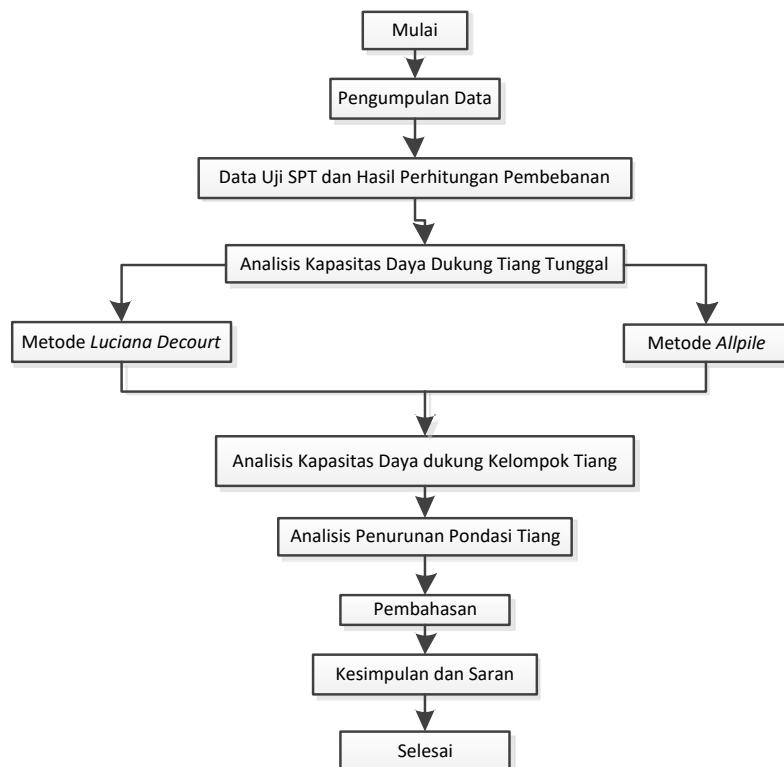 Mulai
Pengumpulan Data
Data Uji SPT dan Hasil Perhitungan Pembebanan
Analisis Kapasitas Daya Dukung Tiang Tunggal
Metode Luciana Decourt
Metode Allpile
Analisis Kapasitas Daya dukung Kelompok Tiang
Analisis Penurunan Pondasi Tiang
Pembahasan
Kesimpulan dan Saran
Selesai